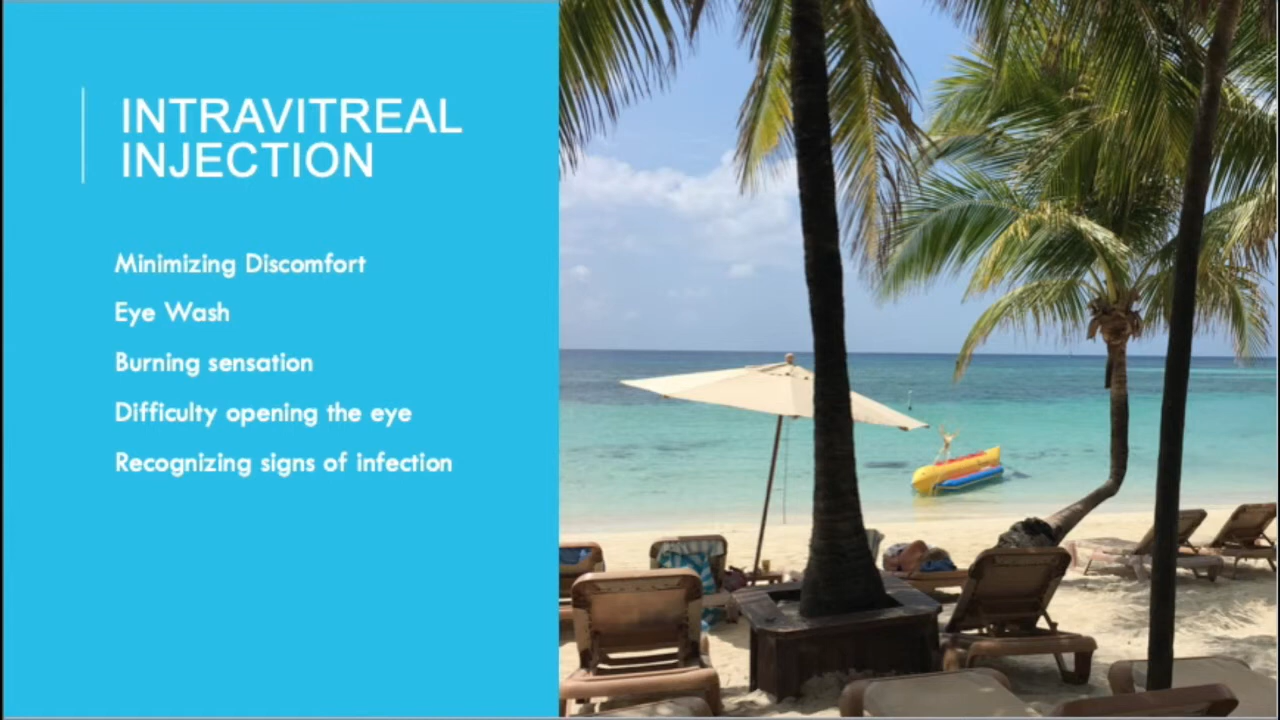 INTRAVITREAL
INJECTION
Minimizing Discomfort
Eye Wash
Burning sensation
Difficulty opening the eye
Recognizing signs of infection